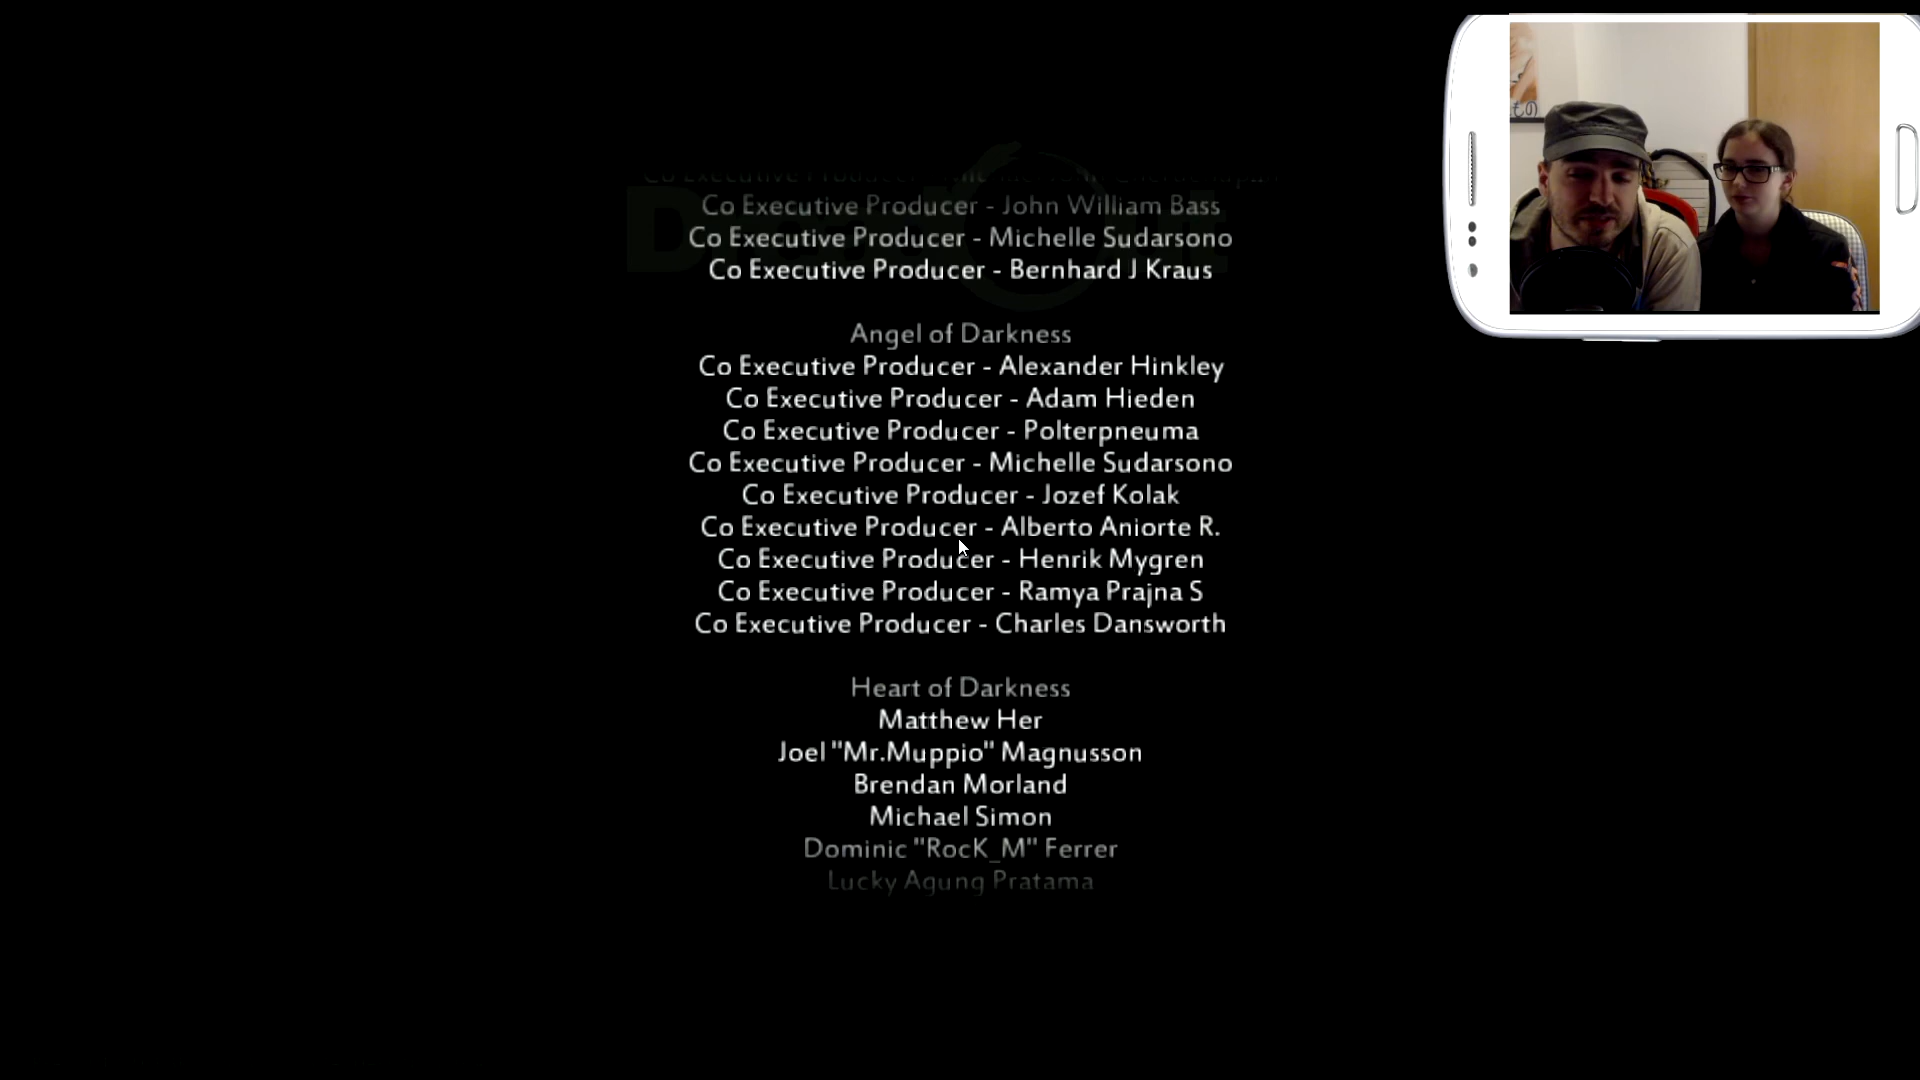 Co Executive Producer - John William Bass
Co Executive Producer - Michelle Sudarsono
Co Executive Producer - Bernhard J Kraus
Angel of Darkness
Co Executive Producer - Alexander Hinkley
Co Executive Producer - Adam Hieden
Co Executive Producer - Polterpneuma
Co Executive Producer - Michelle Sudarsono
Co Executive Producer - Jozef Kolak
Co Executive Producer - Alberto Aniorte R.
Co Executive Producer - Henrik Mygren
Co Executive Producer - Ramya Prajna S
Co Executive Producer - Charles Dansworth
Heart of Darkness
Matthew Her
Joel "Mr.Muppio" Magnusson
Brendan Morland
Michael Simon
Dominic "RocK_M" Ferrer
Lucky Agung Pratama
もの